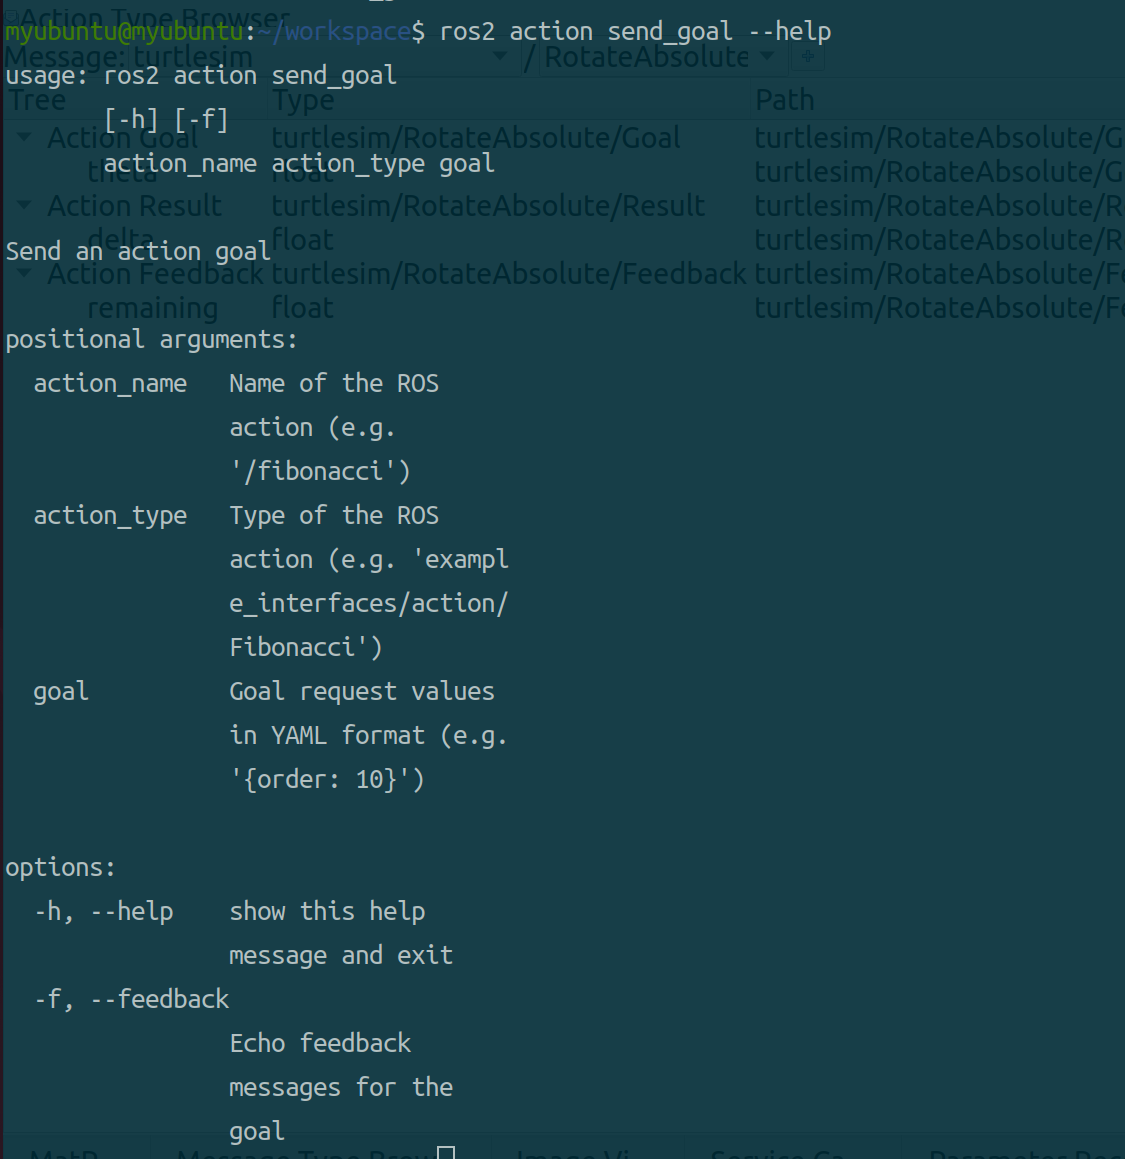 Action Type Browser
myubuntu@myubuntu:~/workspace$ ros2 action send_goal --help
Message: turtlesim / RotateAbsolute
usage: ros2 action send_goal
Tree Type Path
[-h] [-f]
Action Goal turtlesim/RotateAbsolute/Goal turtlesim/RotateAbsolute/G
action_name action_type goal
theta float turtlesim/RotateAbsolute/G
Action Result turtlesim/RotateAbsolute/Result turtlesim/RotateAbsolute/R
delta float turtlesim/RotateAbsolute/R
Send an action goal
Action Feedback turtlesim/RotateAbsolute/Feedback turtlesim/RotateAbsolute/Fe
remaining float turtlesim/RotateAbsolute/F
positional arguments:
action_name Name of the ROS
action (e.g.
'/fibonacci')
action_type Type of the ROS
action (e.g. 'exampl
e_interfaces/action/
Fibonacci')
goal Goal request values
in YAML format (e.g.
'{order: 10}')
options:
-h, --help show this help
message and exit
-f, --feedback
Echo feedback
messages for the
goal